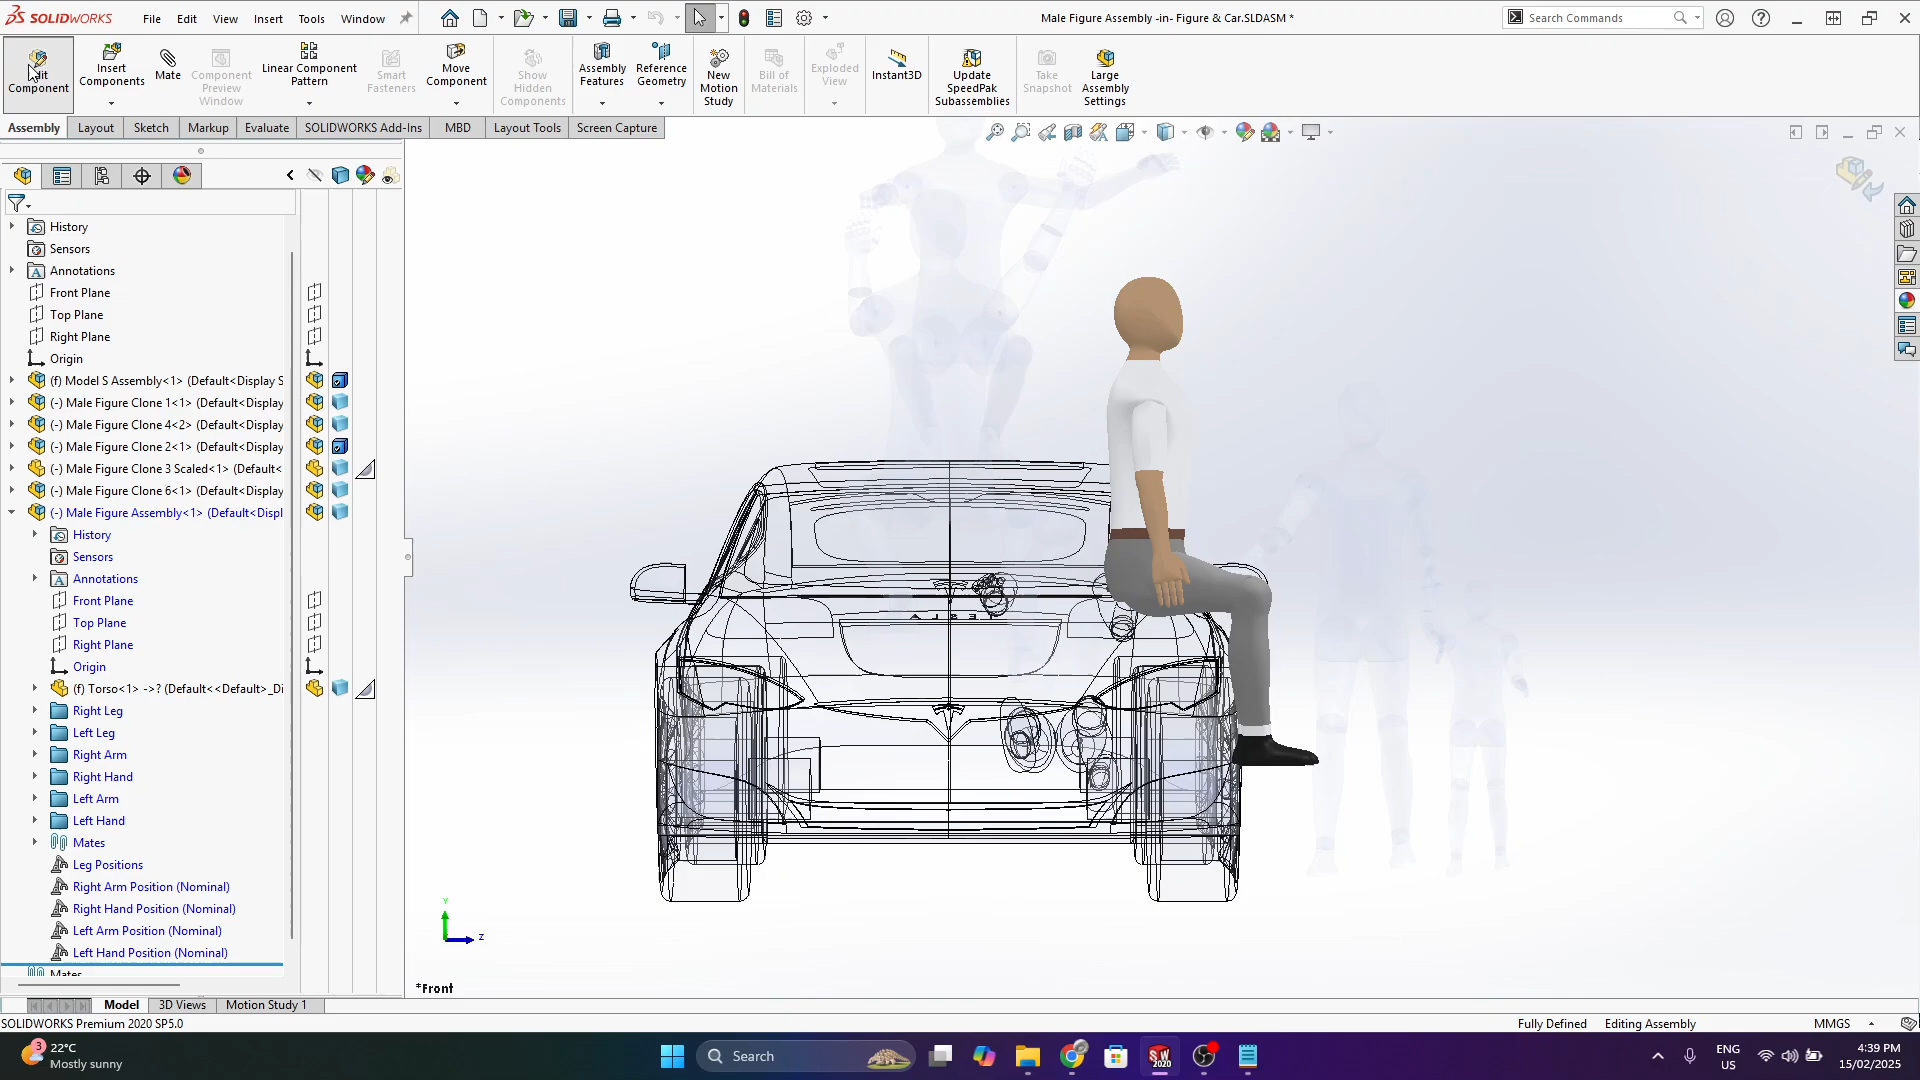 SOLIDWORKS
File Edit View Insert Tools Window
Male Figure Assembly -in- Figure & Car.SLDASM *
Search Commands
Edit Component
Insert Components
Mate
Component Preview Window
Linear Component Pattern
Smart Fasteners
Move Component
Show Hidden Components
Assembly Features
Reference Geometry
New Motion Study
Bill of Materials
Exploded View
Instant3D
Update SpeedPak Subassemblies
Take Snapshot
Large Assembly Settings
Assembly Layout Sketch Markup Evaluate SOLIDWORKS Add-Ins MBD Layout Tools Screen Capture
History
Sensors
Annotations
Front Plane
Top Plane
Right Plane
Origin
(f) Model S Assembly<1> (Default<Display S
(-) Male Figure Clone 1<1> (Default<Display
(-) Male Figure Clone 4<2> (Default<Display
(-) Male Figure Clone 2<1> (Default<Display
(-) Male Figure Clone 3 Scaled<1> (Default<
(-) Male Figure Clone 6<1> (Default<Display
(-) Male Figure Assembly<1> (Default<Displ
History
Sensors
Annotations
Front Plane
Top Plane
Right Plane
Origin
(f) Torso<1> ->? (Default<<Default>_Di
Right Leg
Left Leg
Right Arm
Right Hand
Left Arm
Left Hand
Mates
Leg Positions
Right Arm Position (Nominal)
Right Hand Position (Nominal)
Left Arm Position (Nominal)
Left Hand Position (Nominal)
Mates
Y
Z
*Front
Model 3D Views Motion Study 1
SOLIDWORKS Premium 2020 SP5.0
Fully Defined Editing Assembly MMGS
3
22°C
Mostly sunny
Search
SW
2020
ENG
US
4:39 PM
15/02/2025